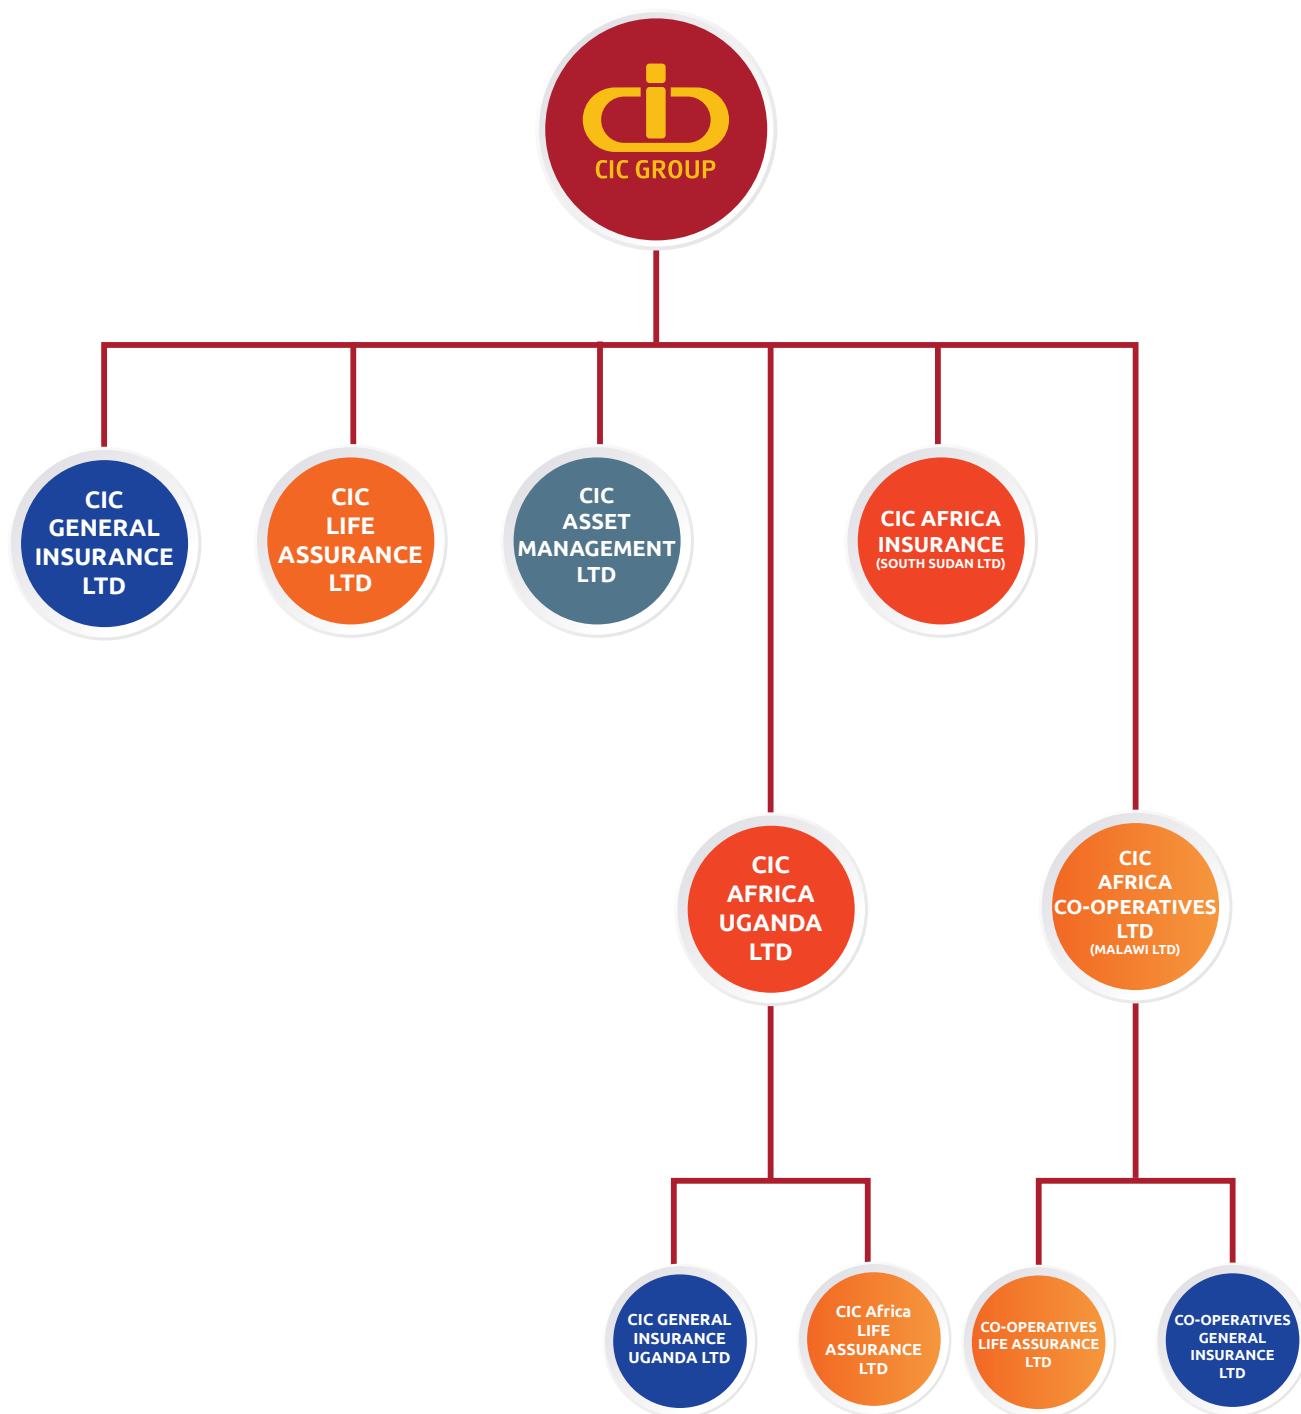 CIC GROUP
CIC
GENERAL
INSURANCE
LTD
CIC
LIFE
ASSURANCE
LTD
CIC
ASSET
MANAGEMENT
LTD
CIC AFRICA
INSURANCE
(SOUTH SUDAN LTD)
CIC
AFRICA
UGANDA
LTD
CIC
AFRICA
CO-OPERATIVES
LTD
(MALAWI LTD)
CIC GENERAL
INSURANCE
UGANDA LTD
CIC Africa
LIFE
ASSURANCE
LTD
CO-OPERATIVES
LIFE ASSURANCE
LTD
CO-OPERATIVES
GENERAL
INSURANCE
LTD